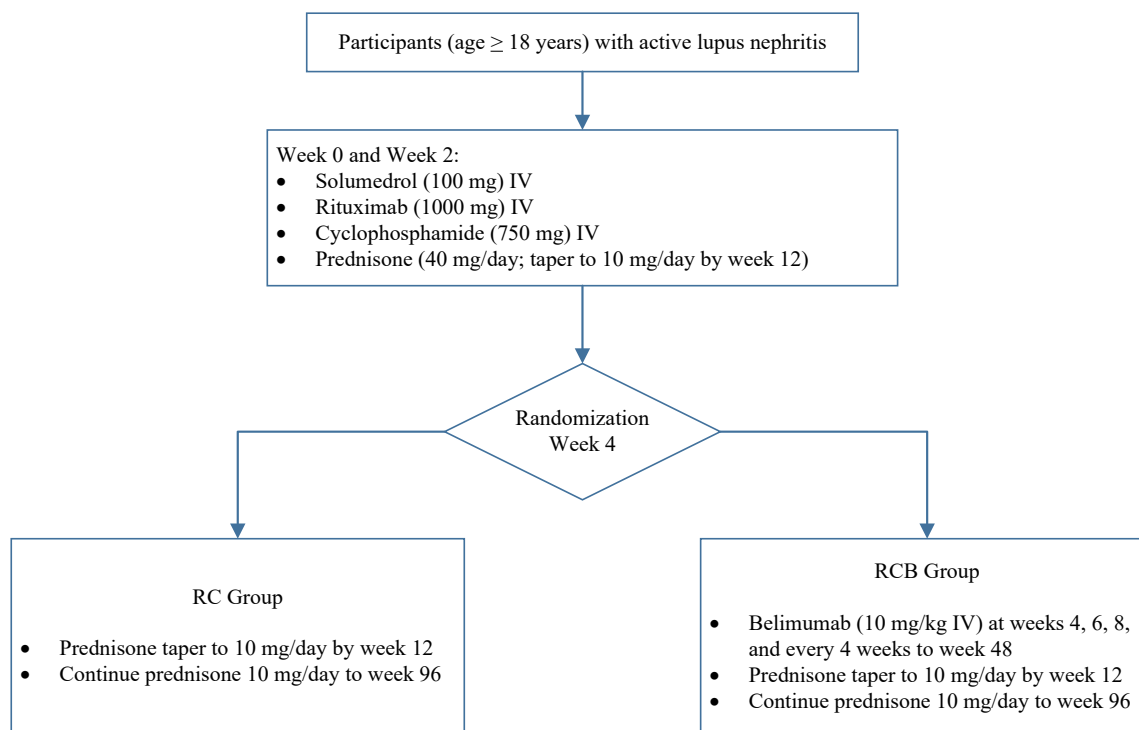 Participants (age ≥ 18 years) with active lupus nephritis
Week 0 and Week 2:
• Solumedrol (100 mg) IV
• Rituximab (1000 mg) IV
• Cyclophosphamide (750 mg) IV
• Prednisone (40 mg/day; taper to 10 mg/day by week 12)
Randomization
Week 4
RC Group
• Prednisone taper to 10 mg/day by week 12
• Continue prednisone 10 mg/day to week 96
RCB Group
• Belimumab (10 mg/kg IV) at weeks 4, 6, 8,
and every 4 weeks to week 48
• Prednisone taper to 10 mg/day by week 12
• Continue prednisone 10 mg/day to week 96